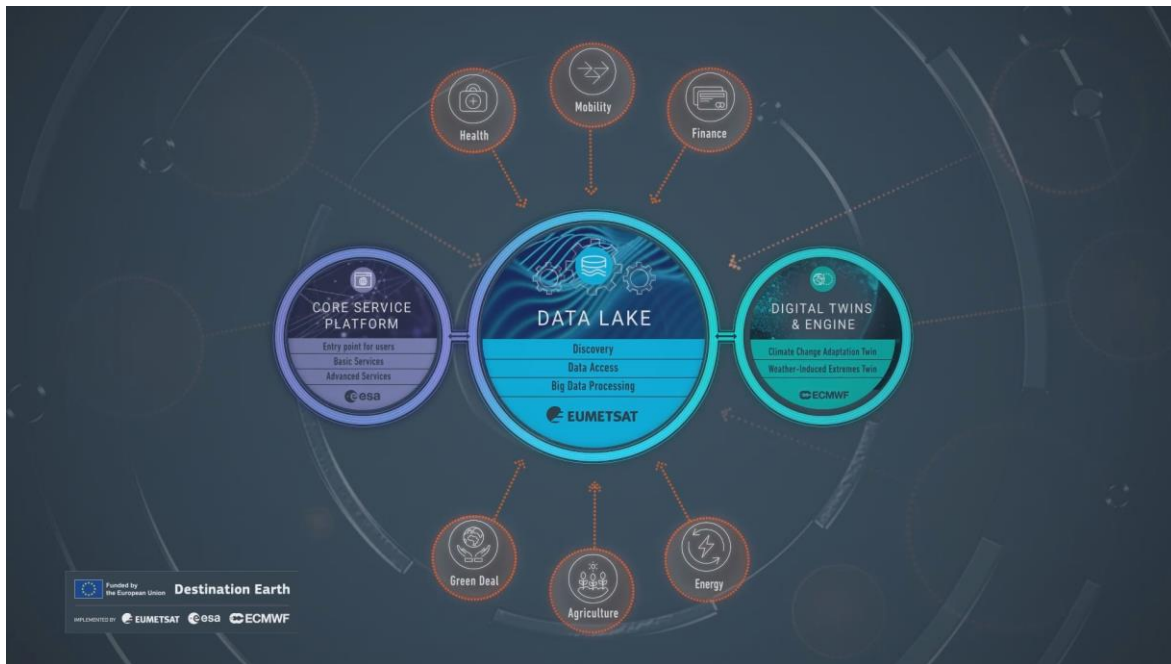 Health
Mobility
Finance
CORE SERVICE
PLATFORM
Entry point for users
Basic Services
Advanced Services
esa
DATA LAKE
Discovery
Data Access
Big Data Processing
EUMETSAT
DIGITAL TWINS
& ENGINE
Climate Change Adaptation Twin
Weather-Induced Extremes Twin
ECMWF
Green Deal
Agriculture
Energy
Funded by
the European Union
Destination Earth
IMPLEMENTED BY EUMETSAT esa ECMWF